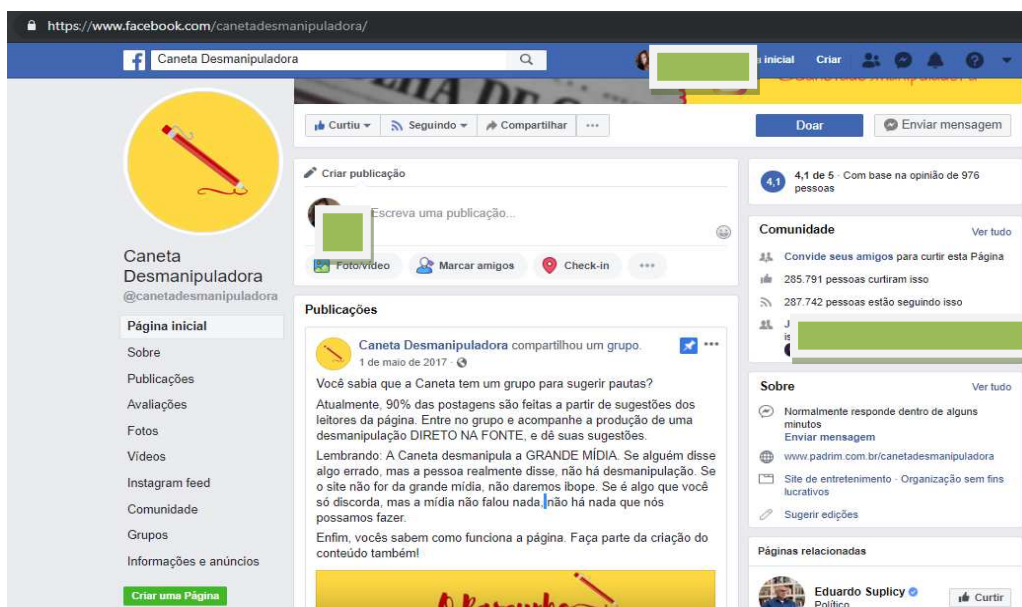 https://www.facebook.com/canetadesmanipuladora/
Caneta Desmanipuladora
inicial Criar
LHA DE
Curtiu Seguindo Compartilhar ...
Doar Enviar mensagem
Caneta
Desmanipuladora
@canetadesmanipuladora
Página inicial
Sobre
Publicações
Avaliações
Fotos
Vídeos
Instagram feed
Comunidade
Grupos
Informações e anúncios
Criar uma Página
Criar publicação
Escreva uma publicação...
Foto/vídeo Marcar amigos Check-in ...
Publicações
Caneta Desmanipuladora compartilhou um grupo.
1 de maio de 2017 ·
Você sabia que a Caneta tem um grupo para sugerir pautas?
Atualmente, 90% das postagens são feitas a partir de sugestões dos
leitores da página. Entre no grupo e acompanhe a produção de uma
desmanipulação DIRETO NA FONTE, e dê suas sugestões.
Lembrando: A Caneta desmanipula a GRANDE MÍDIA. Se alguém disse
algo errado, mas a pessoa realmente disse, não há desmanipulação. Se
o site não for da grande mídia, não daremos ibope. Se é algo que você
só discorda, mas a mídia não falou nada, não há nada que nós
possamos fazer.
Enfim, vocês sabem como funciona a página. Faça parte da criação do
conteúdo também!
4,1
4,1 de 5 · Com base na opinião de 976
pessoas
Comunidade Ver tudo
Convide seus amigos para curtir esta Página
285.791 pessoas curtiram isso
287.742 pessoas estão seguindo isso
Sobre Ver tudo
Normalmente responde dentro de alguns
minutos
Enviar mensagem
www.padrim.com.br/canetadesmanipuladora
Site de entretenimento · Organização sem fins
lucrativos
Sugerir edições
Páginas relacionadas
Eduardo Suplicy
Político
Curtir